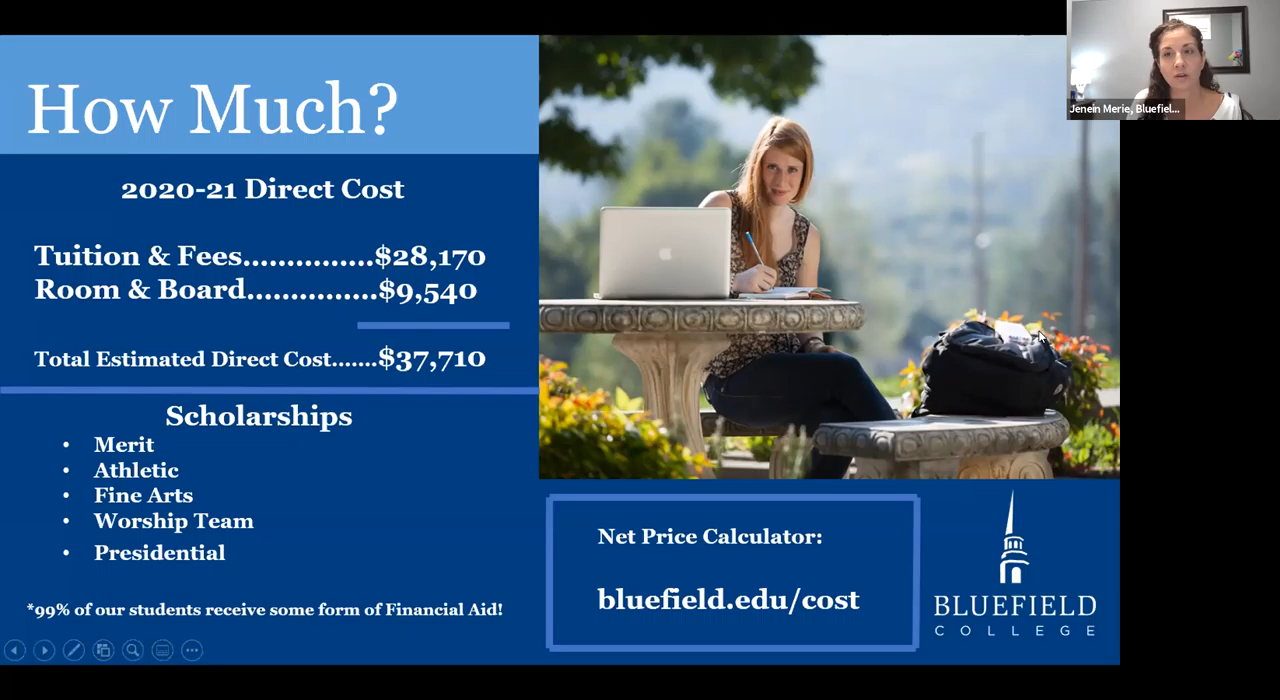 How Much?
2020-21 Direct Cost
Tuition & Fees...............$28,170
Room & Board...............$9,540
Total Estimated Direct Cost.......$37,710
Scholarships
• Merit
• Athletic
• Fine Arts
• Worship Team
• Presidential
*99% of our students receive some form of Financial Aid!
Net Price Calculator:
bluefield.edu/cost
BLUEFIELD
COLLEGE
Jenein Merie, Bluefiel...